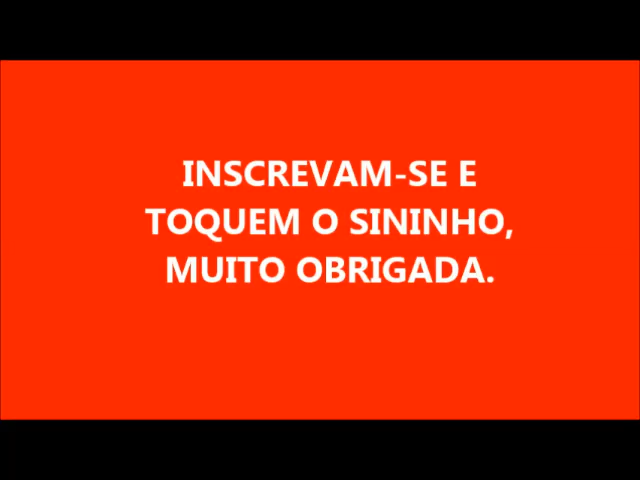 INSCREVAM-SE E
TOQUEM O SININHO,
MUITO OBRIGADA.